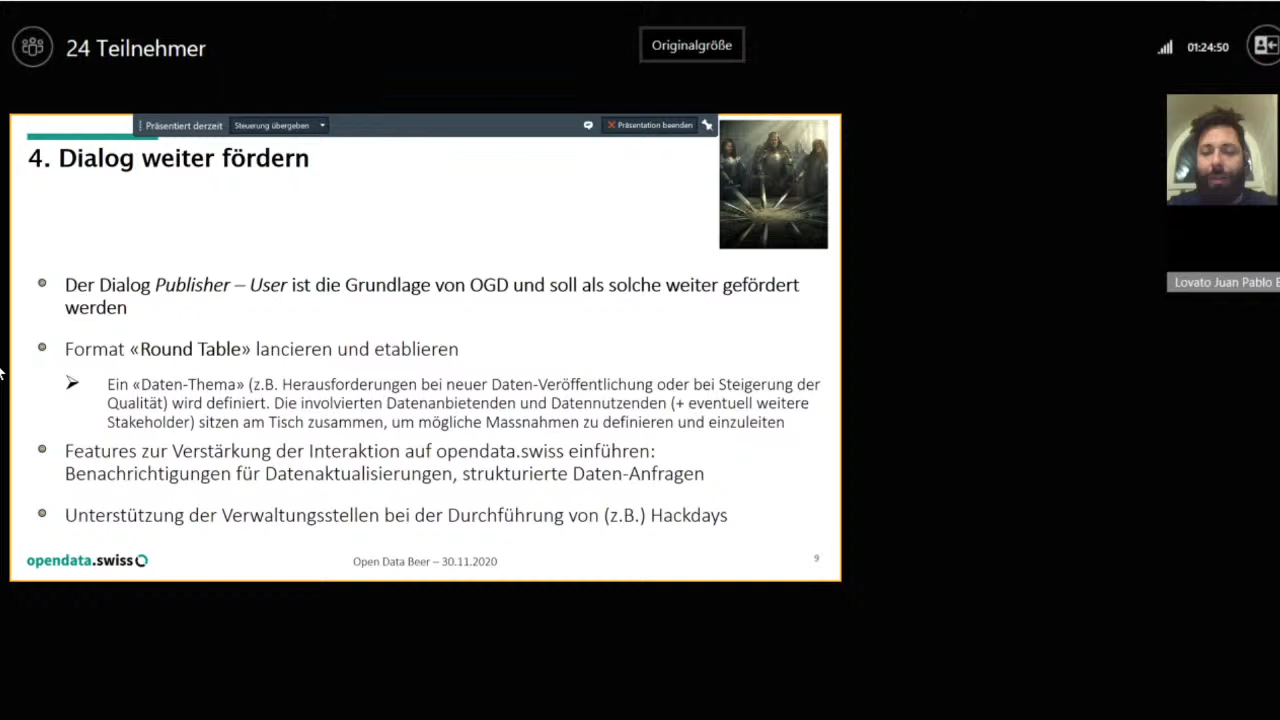 24 Teilnehmer
Originalgröße
01:24:50
Präsentiert derzeit
Steuerung übergeben
Präsentation beenden
4. Dialog weiter fördern
Der Dialog Publisher – User ist die Grundlage von OGD und soll als solche weiter gefördert
werden
Format «Round Table» lancieren und etablieren
Ein «Daten-Thema» (z.B. Herausforderungen bei neuer Daten-Veröffentlichung oder bei Steigerung der
Qualität) wird definiert. Die involvierten Datenanbietenden und Datennutzenden (+ eventuell weitere
Stakeholder) sitzen am Tisch zusammen, um mögliche Massnahmen zu definieren und einzuleiten
Features zur Verstärkung der Interaktion auf opendata.swiss einführen:
Benachrichtigungen für Datenaktualisierungen, strukturierte Daten-Anfragen
Unterstützung der Verwaltungsstellen bei der Durchführung von (z.B.) Hackdays
opendata.swiss
Open Data Beer – 30.11.2020
9
Lovato Juan Pablo